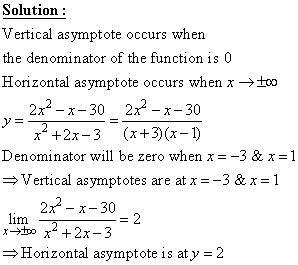 Solution :
Vertical asymptote occurs when
the denominator of the function is 0
Horizontal asymptote occurs when x → ±∞
y = (2x² − x − 30)/(x² + 2x − 3) = (2x² − x − 30)/((x + 3)(x − 1))
Denominator will be zero when x = −3 & x = 1
⇒ Vertical asymptotes are at x = −3 & x = 1
lim x→±∞ (2x² − x − 30)/(x² + 2x − 3) = 2
⇒ Horizontal asymptote is at y = 2